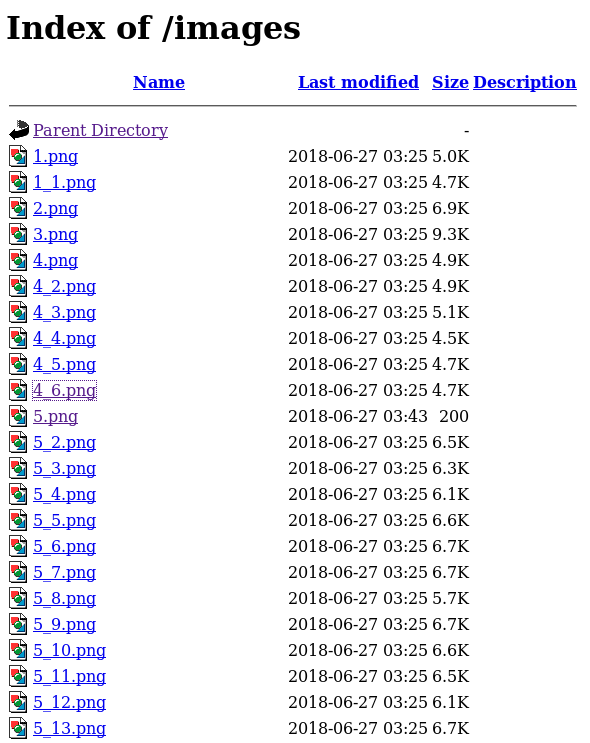 Index of /images
Name Last modified Size Description
Parent Directory -
1.png 2018-06-27 03:25 5.0K
1_1.png 2018-06-27 03:25 4.7K
2.png 2018-06-27 03:25 6.9K
3.png 2018-06-27 03:25 9.3K
4.png 2018-06-27 03:25 4.9K
4_2.png 2018-06-27 03:25 4.9K
4_3.png 2018-06-27 03:25 5.1K
4_4.png 2018-06-27 03:25 4.5K
4_5.png 2018-06-27 03:25 4.7K
4_6.png 2018-06-27 03:25 4.7K
5.png 2018-06-27 03:43 200
5_2.png 2018-06-27 03:25 6.5K
5_3.png 2018-06-27 03:25 6.3K
5_4.png 2018-06-27 03:25 6.1K
5_5.png 2018-06-27 03:25 6.6K
5_6.png 2018-06-27 03:25 6.7K
5_7.png 2018-06-27 03:25 6.7K
5_8.png 2018-06-27 03:25 5.7K
5_9.png 2018-06-27 03:25 6.7K
5_10.png 2018-06-27 03:25 6.6K
5_11.png 2018-06-27 03:25 6.5K
5_12.png 2018-06-27 03:25 6.1K
5_13.png 2018-06-27 03:25 6.7K